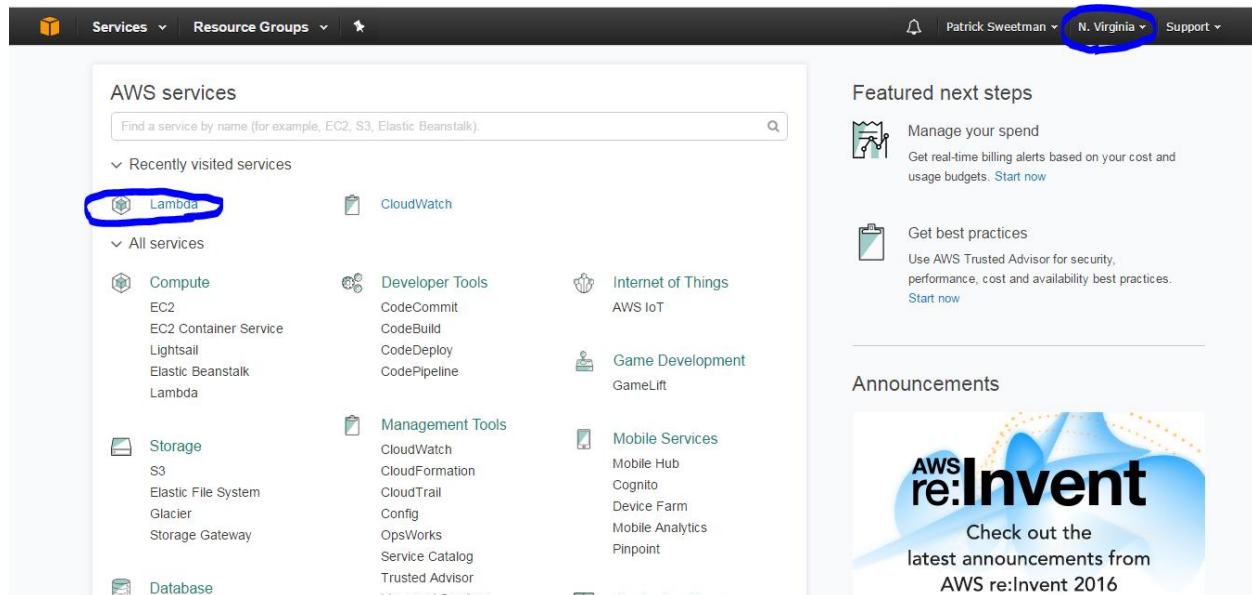 Services Resource Groups Patrick Sweetman N. Virginia Support
AWS services
Find a service by name (for example, EC2, S3, Elastic Beanstalk).
Recently visited services
Lambda CloudWatch
All services
Compute
EC2
EC2 Container Service
Lightsail
Elastic Beanstalk
Lambda
Storage
S3
Elastic File System
Glacier
Storage Gateway
Database
Developer Tools
CodeCommit
CodeBuild
CodeDeploy
CodePipeline
Management Tools
CloudWatch
CloudFormation
CloudTrail
Config
OpsWorks
Service Catalog
Trusted Advisor
Internet of Things
AWS IoT
Game Development
GameLift
Mobile Services
Mobile Hub
Cognito
Device Farm
Mobile Analytics
Pinpoint
Featured next steps
Manage your spend
Get real-time billing alerts based on your cost and
usage budgets. Start now
Get best practices
Use AWS Trusted Advisor for security,
performance, cost and availability best practices.
Start now
Announcements
AWS
re:Invent
Check out the
latest announcements from
AWS re:Invent 2016